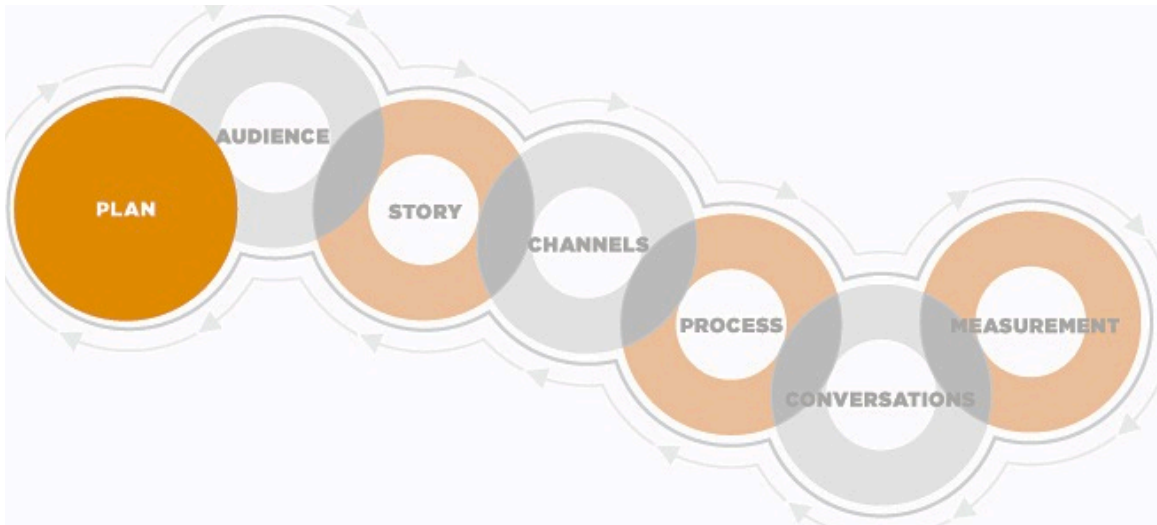 PLAN
AUDIENCE
STORY
CHANNELS
PROCESS
CONVERSATIONS
MEASUREMENT